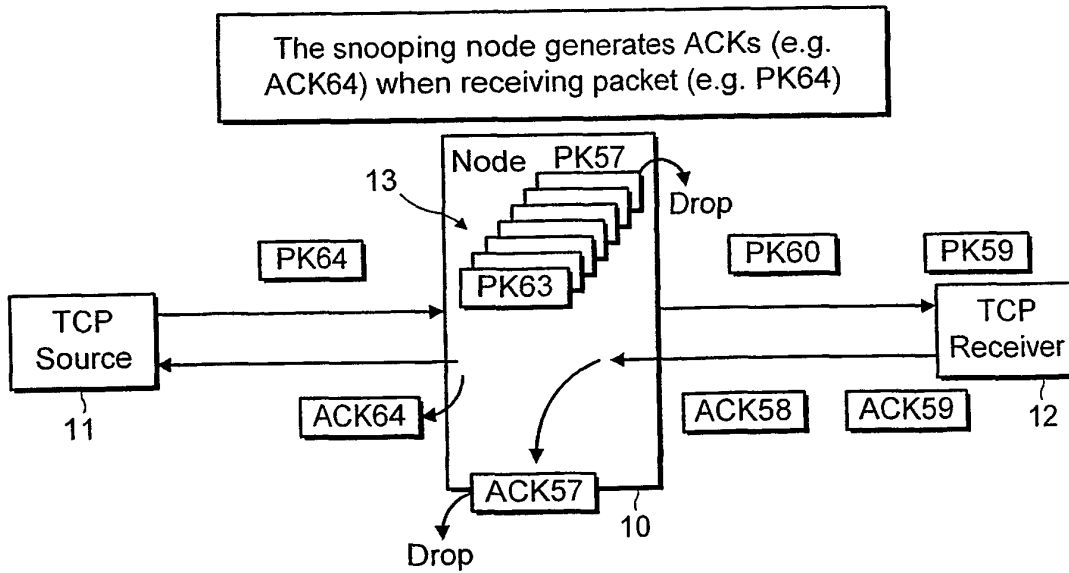 The snooping node generates ACKs (e.g.
ACK64) when receiving packet (e.g. PK64)
Node
PK57
13
Drop
PK64
PK63
PK60
PK59
TCP
Source
TCP
Receiver
11
ACK64
ACK58
ACK59
12
ACK57
10
Drop